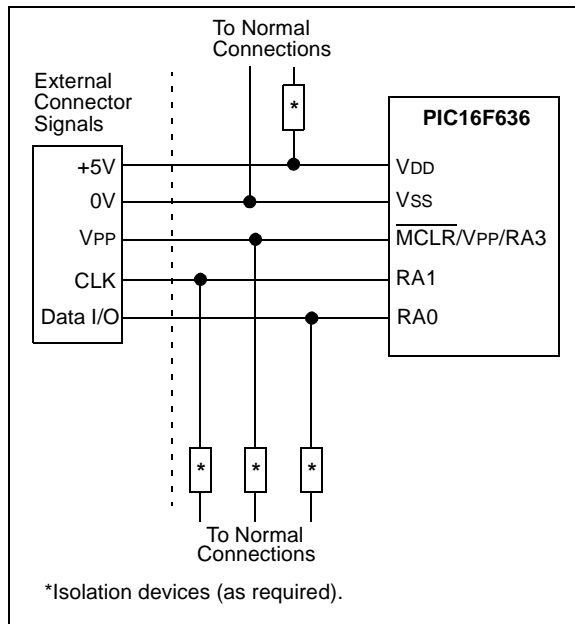 To Normal
Connections
External
Connector
Signals
*
PIC16F636
+5V
VDD
0V
VSS
VPP
MCLR/VPP/RA3
CLK
RA1
Data I/O
RA0
* * *
To Normal
Connections
*Isolation devices (as required).